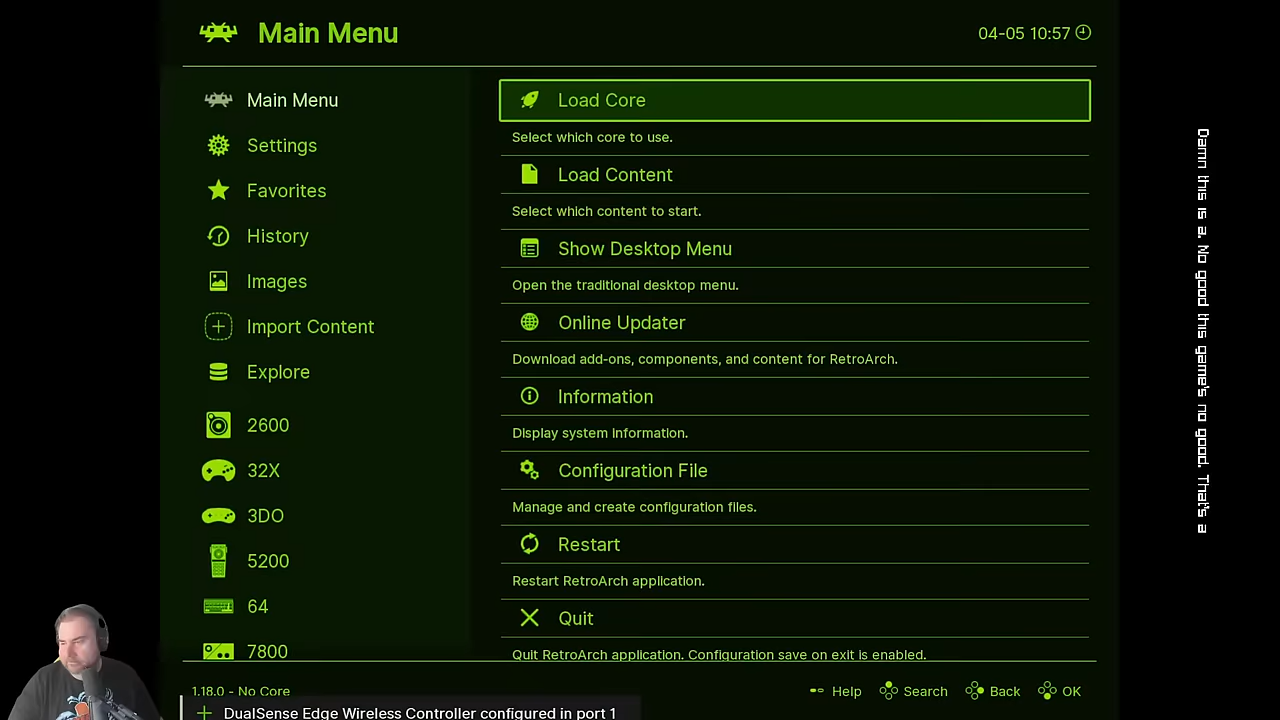 Main Menu
04-05 10:57
Main Menu
Settings
Favorites
History
Images
Import Content
Explore
2600
32X
3DO
5200
64
7800
Load Core
Select which core to use.
Load Content
Select which content to start.
Show Desktop Menu
Open the traditional desktop menu.
Online Updater
Download add-ons, components, and content for RetroArch.
Information
Display system information.
Configuration File
Manage and create configuration files.
Restart
Restart RetroArch application.
Quit
Quit RetroArch application. Configuration save on exit is enabled.
1.18.0 - No Core
Help
Search
Back
OK
DualSense Edge Wireless Controller configured in port 1
Damn this is a. No good this game's no good. That's a